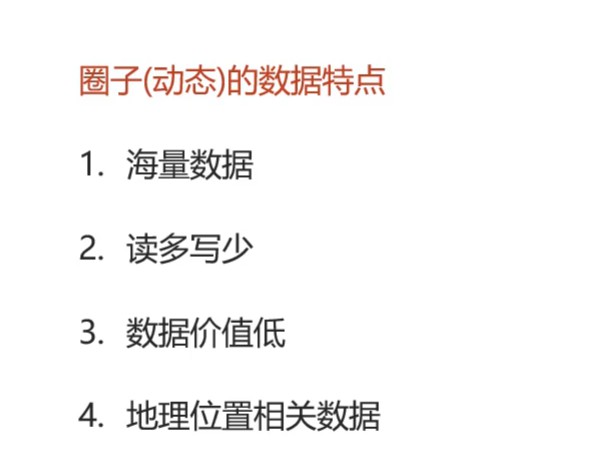 圈子(动态)的数据特点
1. 海量数据
2. 读多写少
3. 数据价值低
4. 地理位置相关数据